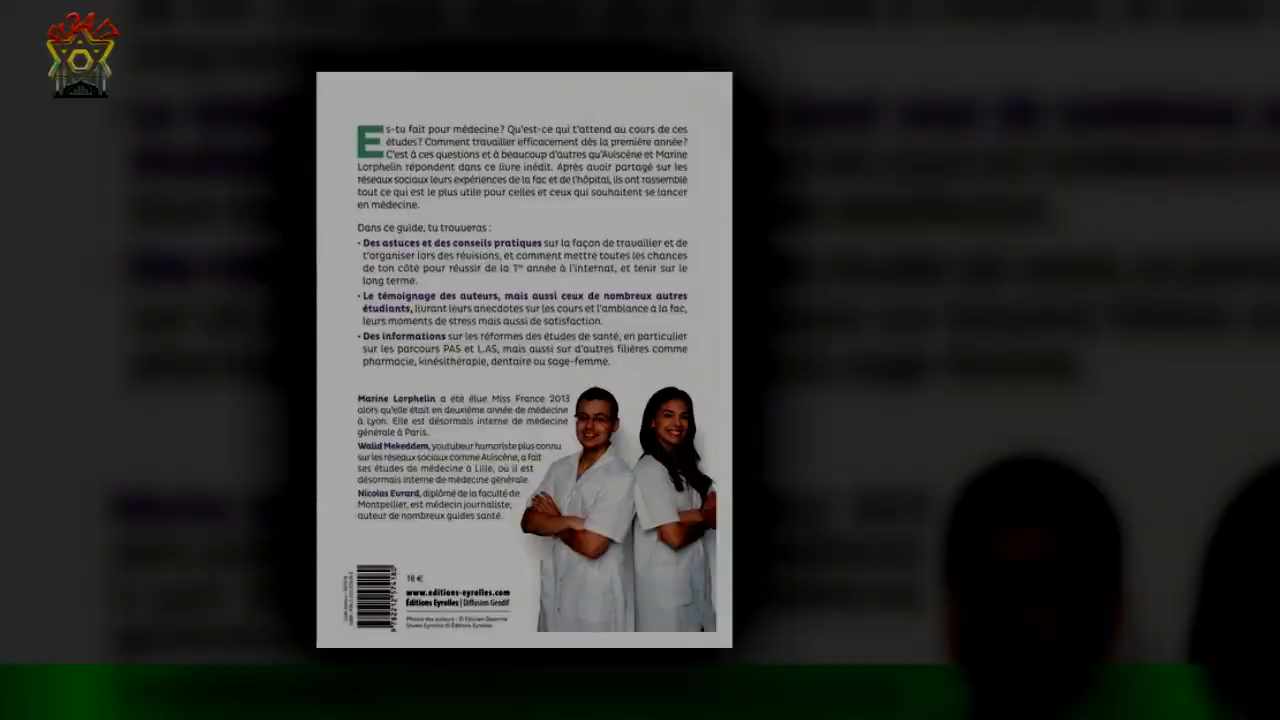 24/7
Es-tu fait pour médecine ? Qu'est-ce qui t'attend au cours de ces
études ? Comment travailler efficacement dès la première année ?
C'est à ces questions et à beaucoup d'autres qu'Auiscène et Marine
Lorphelin répondent dans ce livre inédit. Après avoir partagé sur les
réseaux sociaux leurs expériences de la fac et de l'hôpital, ils ont rassemblé
tout ce qui est le plus utile pour celles et ceux qui souhaitent se lancer
en médecine.
Dans ce guide, tu trouveras :
• Des astuces et des conseils pratiques sur la façon de travailler et de
t'organiser lors des révisions, et comment mettre toutes les chances
de ton côté pour réussir de la 1re année à l'internat, et tenir sur le
long terme.
• Le témoignage des auteurs, mais aussi ceux de nombreux autres
étudiants, livrant leurs anecdotes sur les cours et l'ambiance à la fac,
leurs moments de stress mais aussi de satisfaction.
• Des informations sur les réformes des études de santé, en particulier
sur les parcours PAS et L.AS, mais aussi sur d'autres filières comme
pharmacie, kinésithérapie, dentaire ou sage-femme.
Marine Lorphelin a été élue Miss France 2013
alors qu'elle était en deuxième année de médecine
à Lyon. Elle est désormais interne de médecine
générale à Paris.
Walid Mekeddem, youtubeur humoriste plus connu
sur les réseaux sociaux comme Auiscène, a fait
ses études de médecine à Lille, où il est
désormais interne de médecine générale.
Nicolas Evrard, diplômé de la faculté de
Montpellier, est médecin journaliste,
auteur de nombreux guides santé.
18 €
www.editions-eyrolles.com
Éditions Eyrolles | Diffusion Geodif
Photos des auteurs : ©
Studio Eyrolles © Éditions Eyrolles